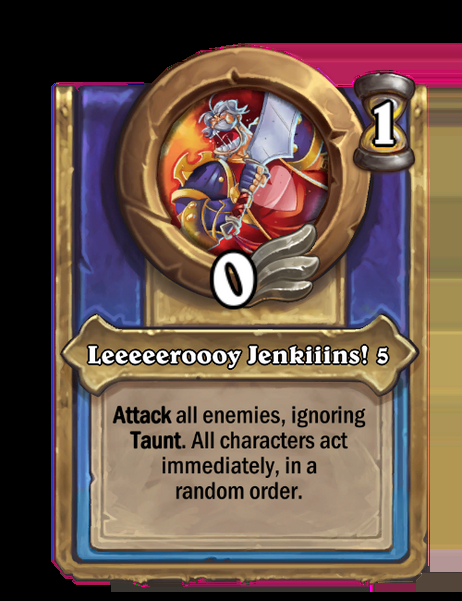 1
0
Leeeeeroooy Jenkiiins! 5
Attack all enemies, ignoring
Taunt. All characters act
immediately, in a
random order.